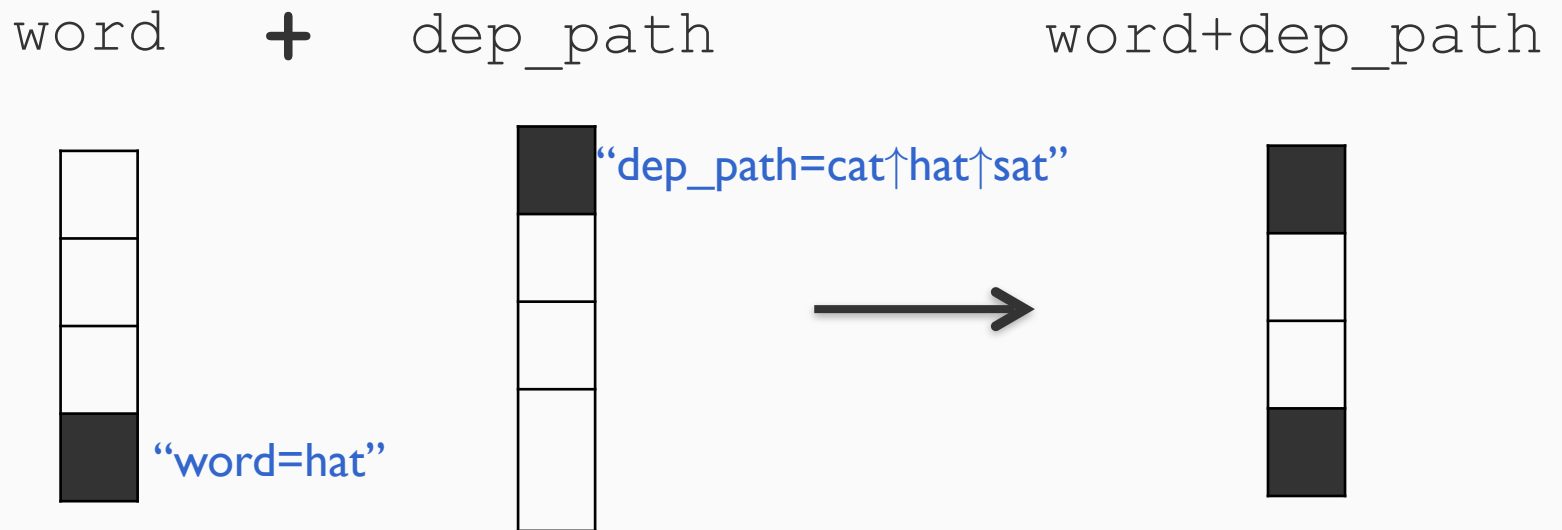 word + dep_path word+dep_path
“dep_path=cat↑hat↑sat”
“word=hat”